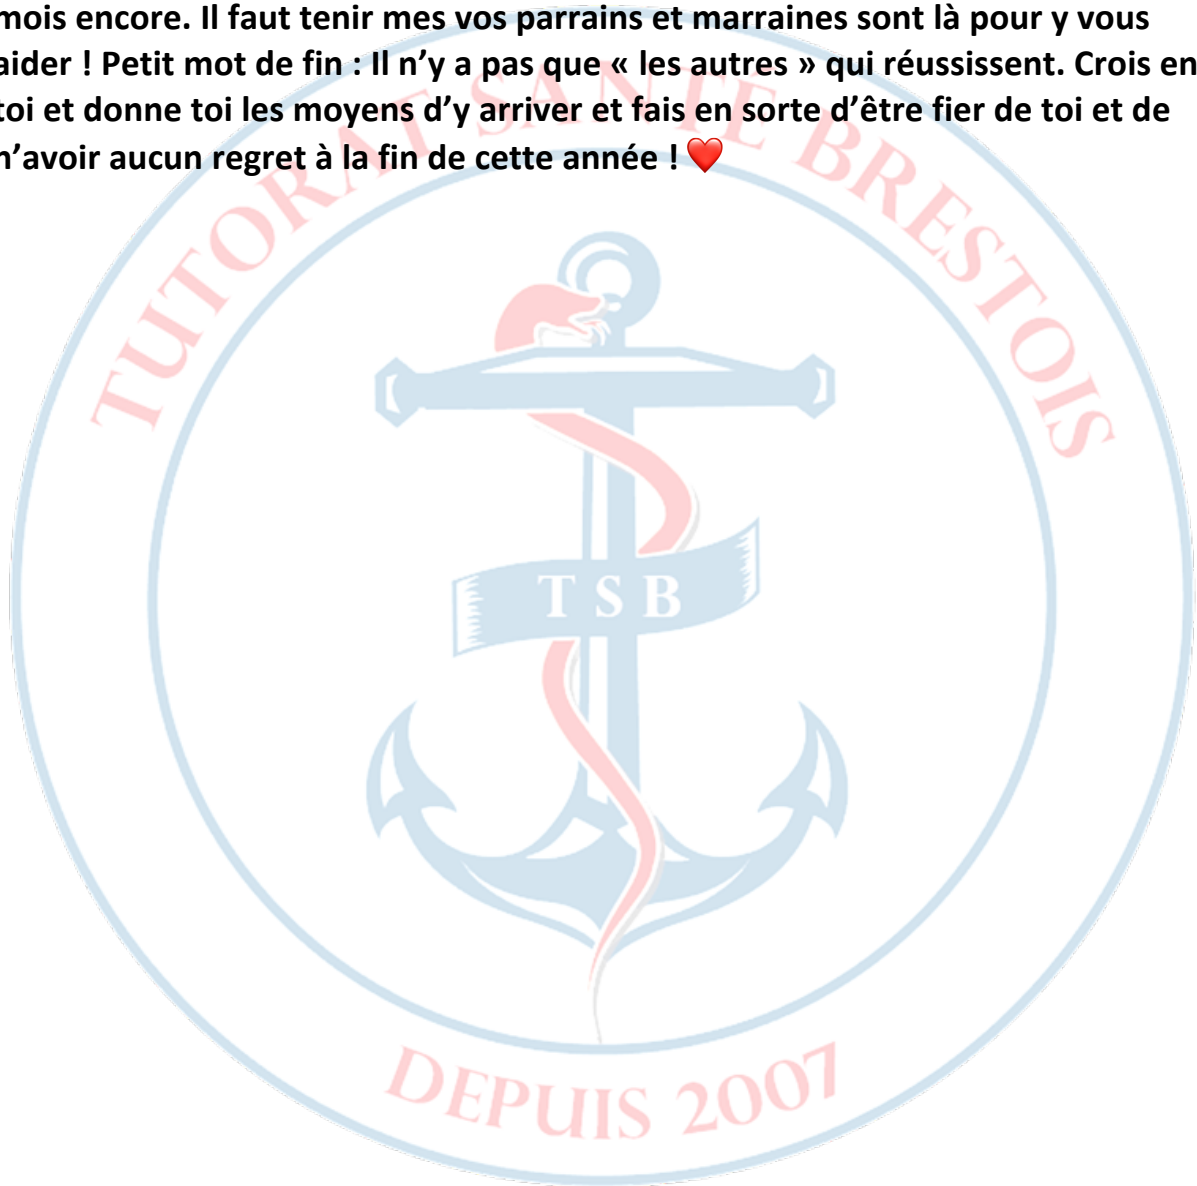 mois encore. Il faut tenir mes vos parrains et marraines sont là pour y vous
aider ! Petit mot de fin : Il n’y a pas que « les autres » qui réussissent. Crois en
toi et donne toi les moyens d’y arriver et fais en sorte d’être fier de toi et de
n’avoir aucun regret à la fin de cette année ! ❤️
TUTORAT SANTÉ BRESTOIS
T S B
DEPUIS 2007